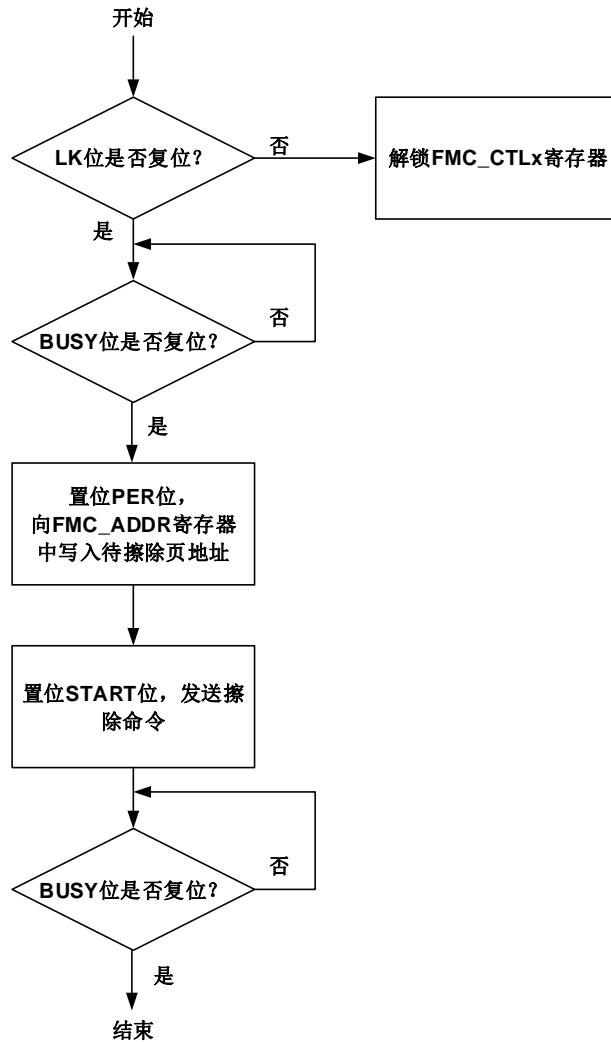 开始
LK位是否复位?
否
解锁FMC_CTLx寄存器
是
BUSY位是否复位?
否
是
置位PER位,
向FMC_ADDR寄存器
中写入待擦除页地址
置位START位，发送擦
除命令
BUSY位是否复位?
否
是
结束